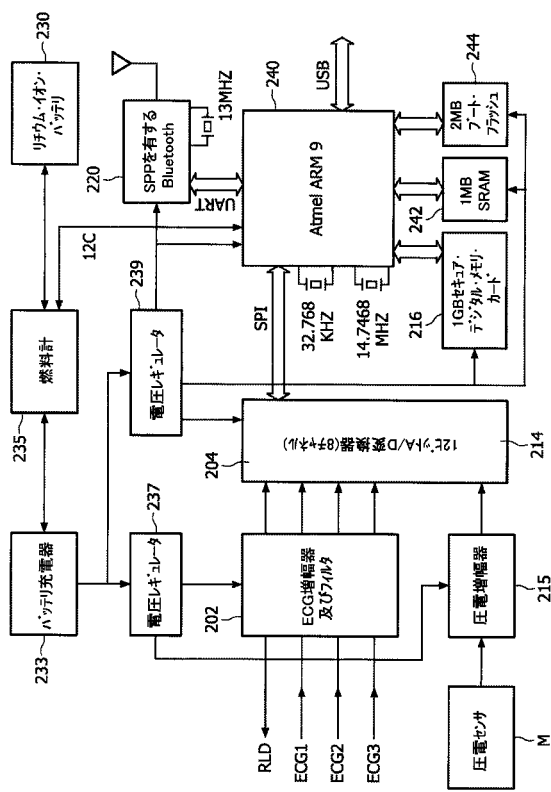 230
リチウム・イオン・
バッテリ
220
SPPを有する
Bluetooth
13MHZ
240
USB
244
2MB
ブート・
フラッシュ
UART
Atmel ARM 9
242
1MB
SRAM
12C
239
SPI
32.768
KHZ
14.7468
MHZ
216
1GBセキュア・
デジタル・メモリ・
カード
235
燃料計
電圧レギュレータ
204
12ビットA/D変換器(8チャネル)
214
233
バッテリ充電器
237
電圧レギュレータ
202
ECG増幅器
及びフィルタ
215
圧電増幅器
RLD
ECG1
ECG2
ECG3
圧電センサ
M